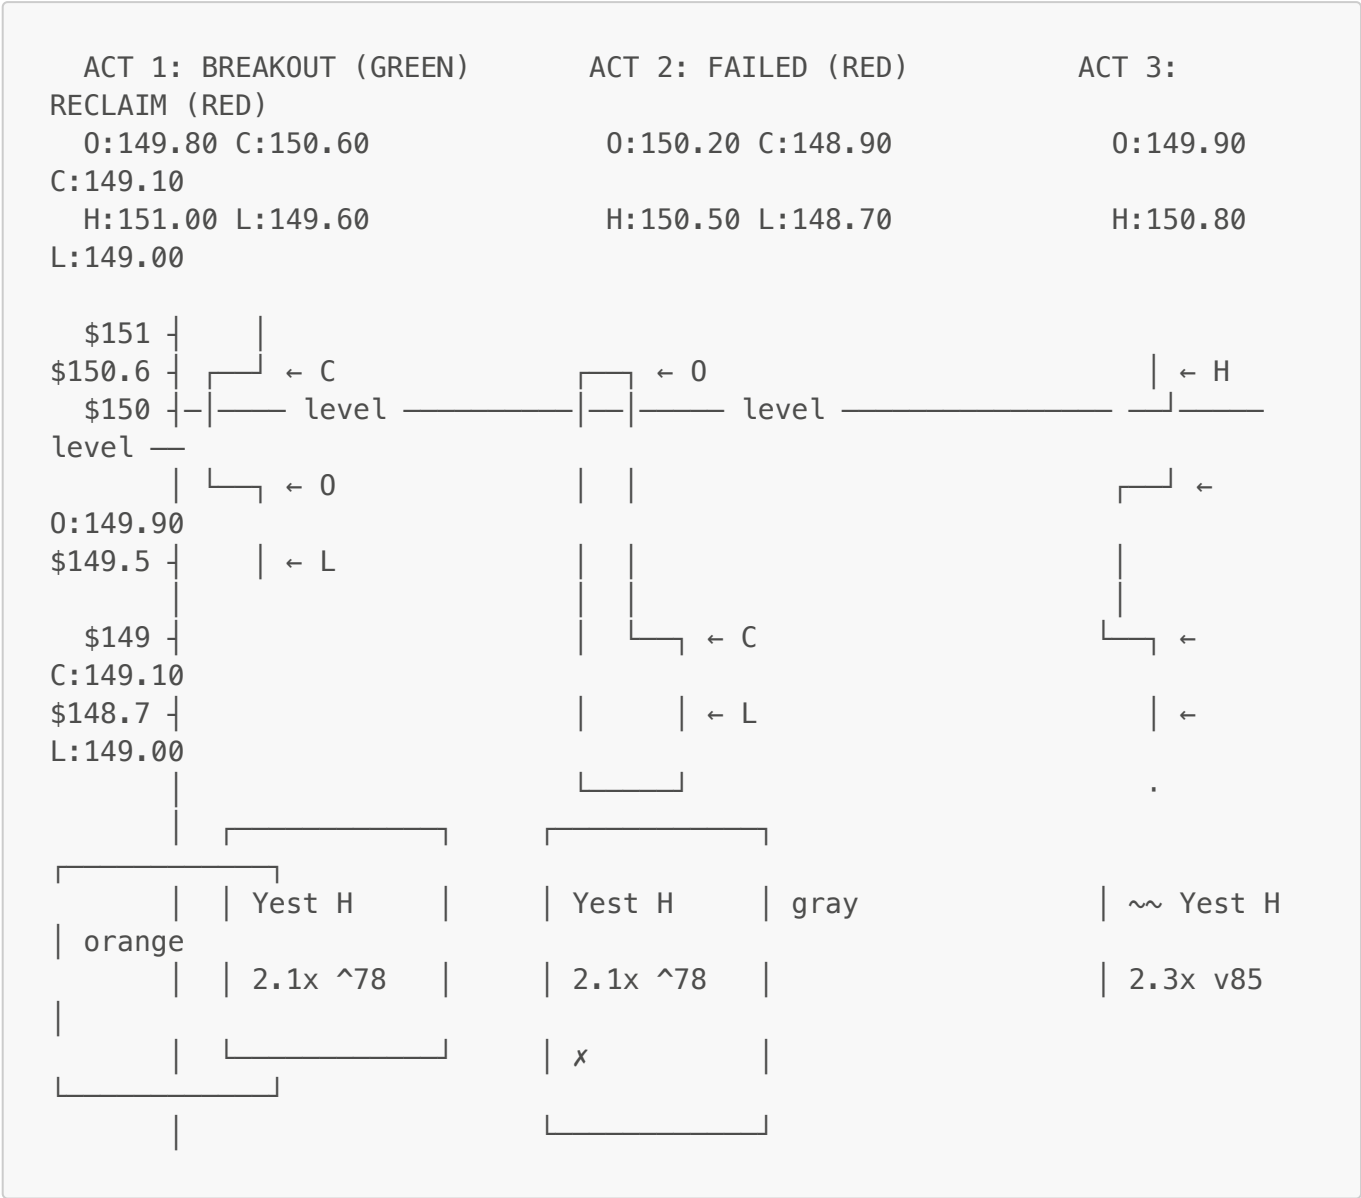 ACT 1: BREAKOUT (GREEN) ACT 2: FAILED (RED) ACT 3:
RECLAIM (RED)
O:149.80 C:150.60 O:150.20 C:148.90 O:149.90
C:149.10
H:151.00 L:149.60 H:150.50 L:148.70 H:150.80
L:149.00
$151
$150.6 ← C ← O ← H
$150 level level
level
← O ←
O:149.90
$149.5 ← L
$149 ← C ←
C:149.10
$148.7 ← L ←
L:149.00
.
Yest H Yest H gray ~~ Yest H
orange
2.1x ^78 2.1x ^78 2.3x v85
✗